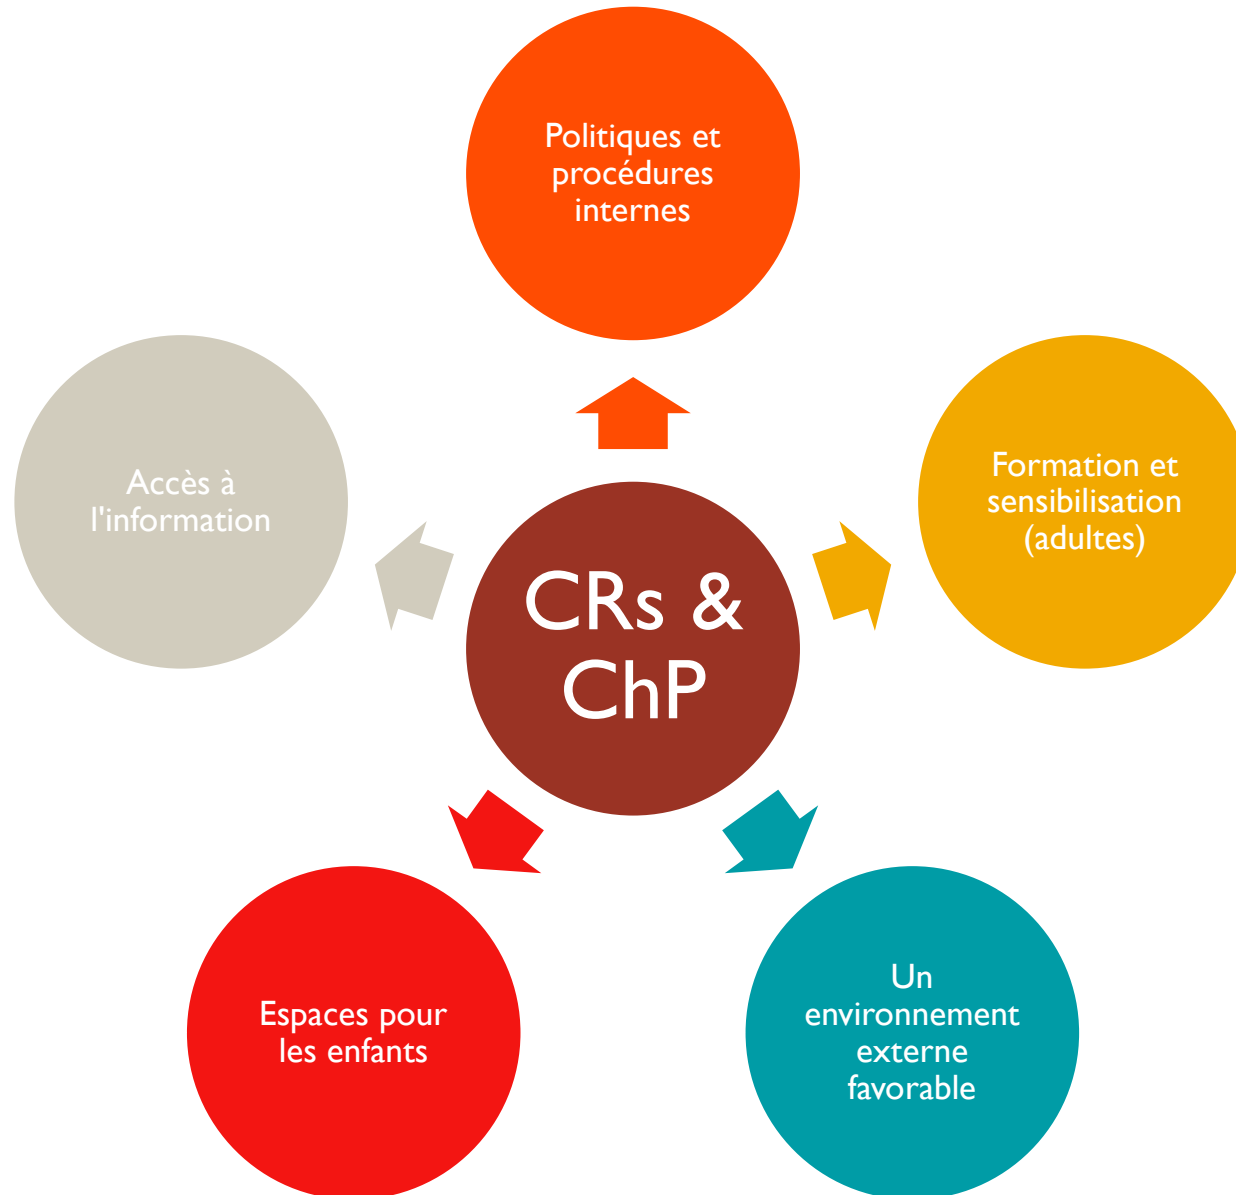 Politiques et
procédures
internes
Formation et
sensibilisation
(adultes)
Accès à
l'information
CRs &
ChP
Un
environnement
externe
favorable
Espaces pour
les enfants